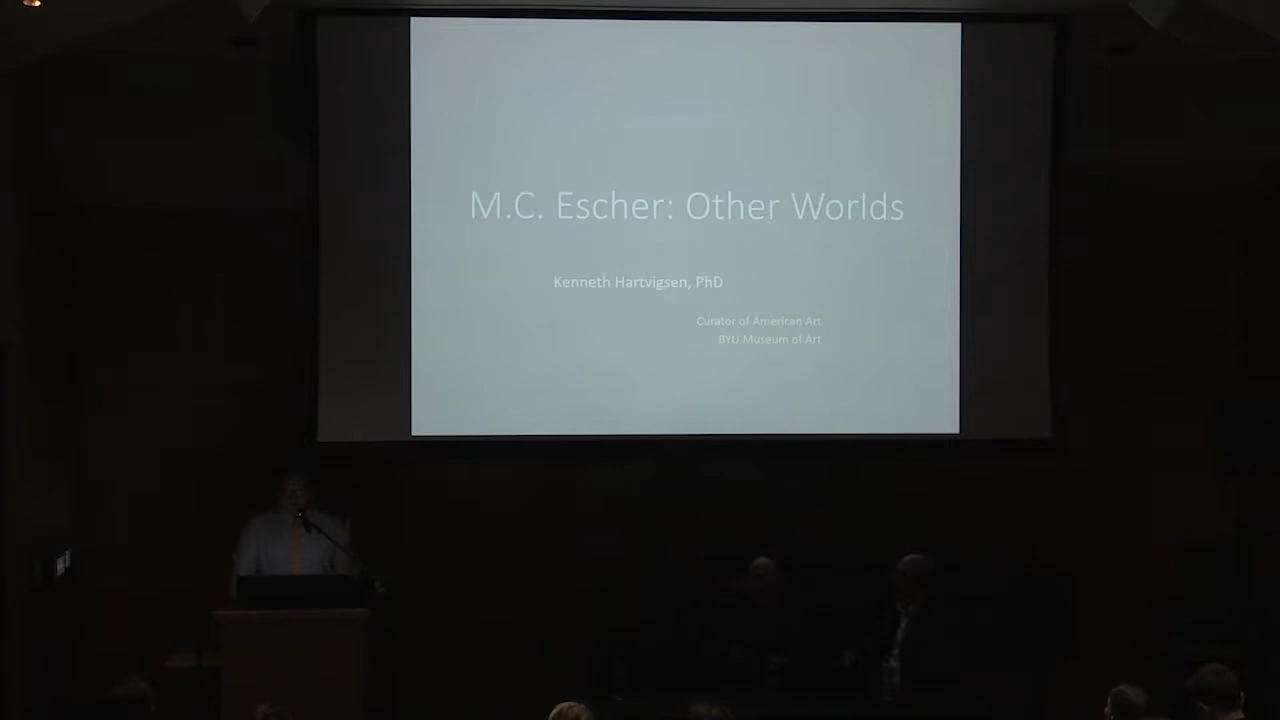 M.C. Escher: Other Worlds
Kenneth Hartvigsen, PhD
Curator of American Art
BYU Museum of Art